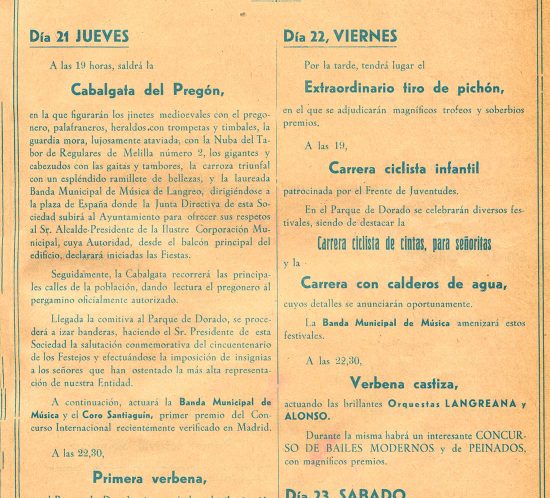 Día 21 JUEVES
A las 19 horas, saldrá la
Cabalgata del Pregón,
en la que figurarán los jinetes medioevales con el prego-
nero, palafraneros, heraldos con trompetas y timbales, la
guardia mora, lujosamente ataviada; con la Nuba del Ta-
bor de Regulares de Melilla número 2, los gigantes y
cabezudos con las gaitas y tambores, la carroza triunfal
con un espléndido ramillete de bellezas, y la laureada
Banda Municipal de Música de Langreo, dirigiéndose a
la plaza de España donde la Junta Directiva de esta So-
ciedad subirá al Ayuntamiento para ofrecer sus respetos
al Sr. Alcalde-Presidente de la Ilustre Corporación Mu-
nicipal, cuya Autoridad, desde el balcón principal del
edificio, declarará iniciadas las Fiestas.
Seguidamente, la Cabalgata recorrerá las principa-
les calles de la población, dando lectura el pregonero al
pergamino oficialmente autorizado.
Llegada la comitiva al Parque de Dorado, se proce-
derá a izar banderas, haciendo el Sr. Presidente de esta
Sociedad la salutación conmemorativa del cincuentenario
de los Festejos y efectuándose la imposición de insignias
a los señores que han ostentado la más alta represen-
tación de nuestra Entidad.
A continuación, actuará la Banda Municipal de
Música y el Coro Santiaguín, primer premio del Con-
curso Internacional recientemente verificado en Madrid.
A las 22,30,
Primera verbena,
Día 22, VIERNES
Por la tarde, tendrá lugar el
Extraordinario tiro de pichón,
en el que se adjudicarán magníficos trofeos y soberbios
premios.
A las 19,
Carrera ciclista infantil
patrocinada por el Frente de Juventudes.
En el Parque de Dorado se celebrarán diversos fes-
tivales, siendo de destacar la
Carrera ciclista de cintas, para señoritas
y la
Carrera con calderos de agua,
cuyos detalles se anunciarán oportunamente.
La Banda Municipal de Música amenizará estos
festivales.
A las 22,30,
Verbena castiza,
actuando las brillantes Orquestas LANGREANA y
ALONSO.
Durante la misma habrá un interesante CONCUR-
SO DE BAILES MODERNOS y de PEINADOS,
con magníficos premios.
Día 23, SABADO